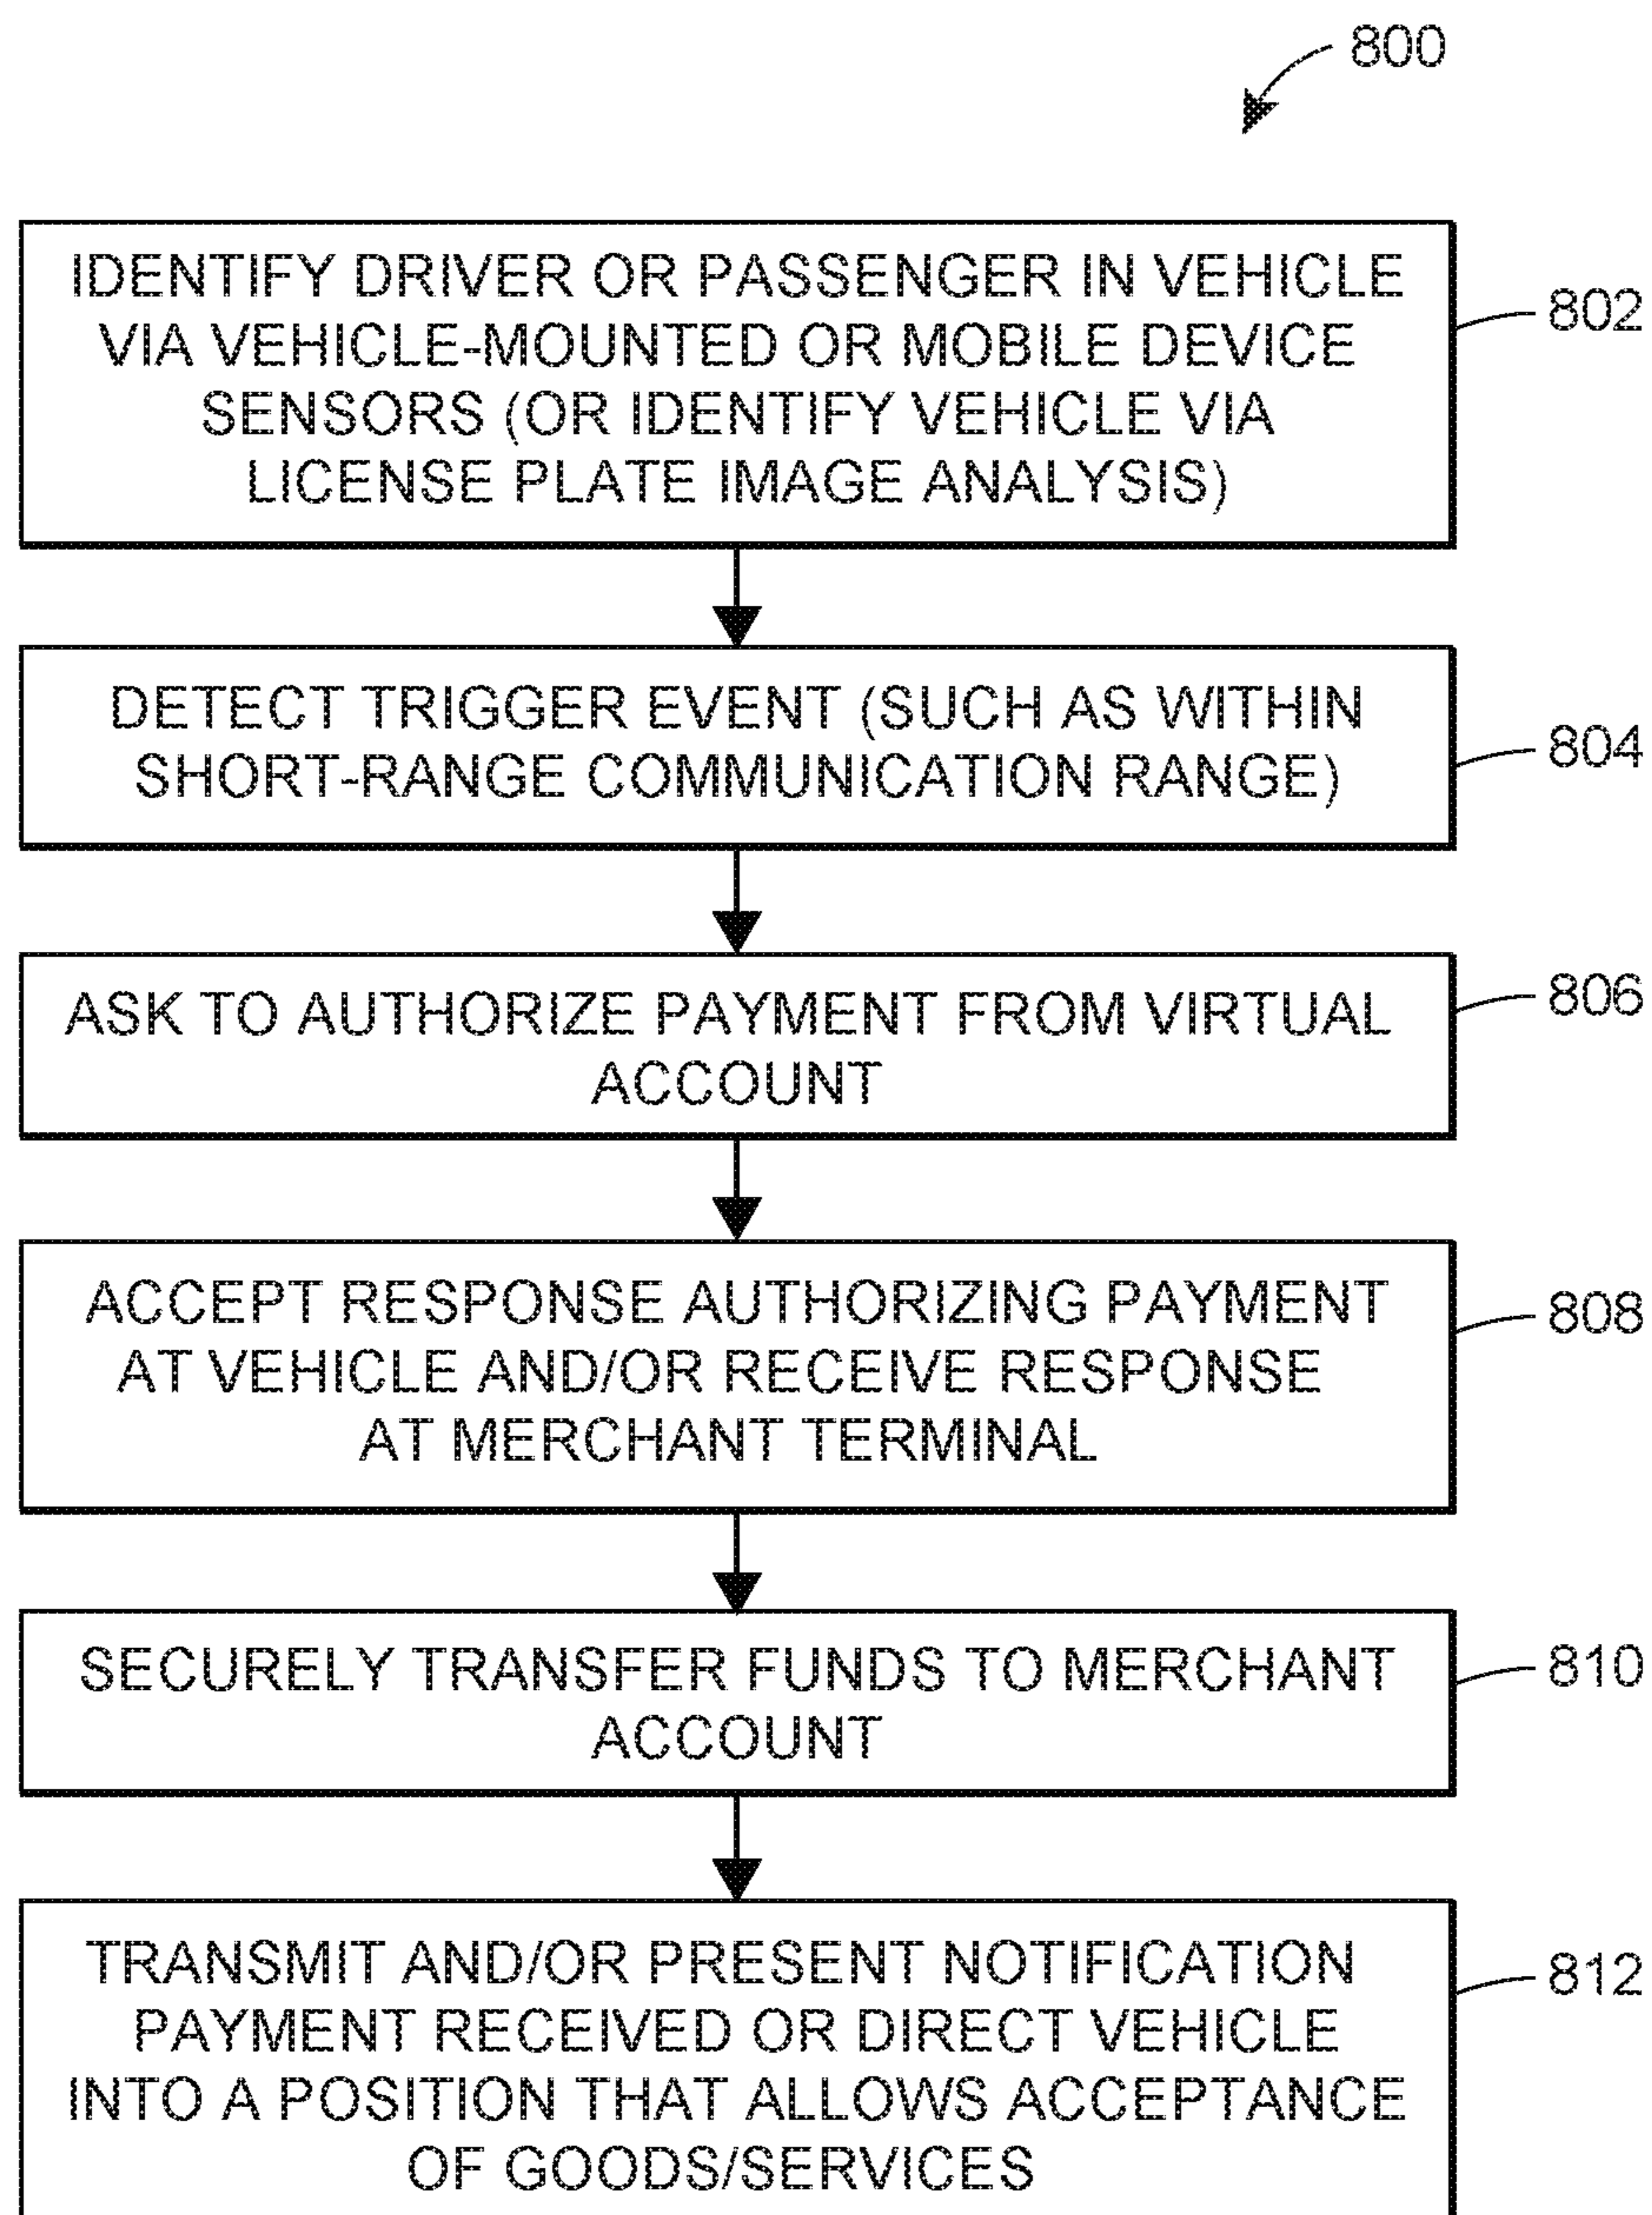 800
IDENTIFY DRIVER OR PASSENGER IN VEHICLE
VIA VEHICLE-MOUNTED OR MOBILE DEVICE
SENSORS (OR IDENTIFY VEHICLE VIA
LICENSE PLATE IMAGE ANALYSIS)
802
DETECT TRIGGER EVENT (SUCH AS WITHIN
SHORT-RANGE COMMUNICATION RANGE)
804
ASK TO AUTHORIZE PAYMENT FROM VIRTUAL
ACCOUNT
806
ACCEPT RESPONSE AUTHORIZING PAYMENT
AT VEHICLE AND/OR RECEIVE RESPONSE
AT MERCHANT TERMINAL
808
SECURELY TRANSFER FUNDS TO MERCHANT
ACCOUNT
810
TRANSMIT AND/OR PRESENT NOTIFICATION
PAYMENT RECEIVED OR DIRECT VEHICLE
INTO A POSITION THAT ALLOWS ACCEPTANCE
OF GOODS/SERVICES
812